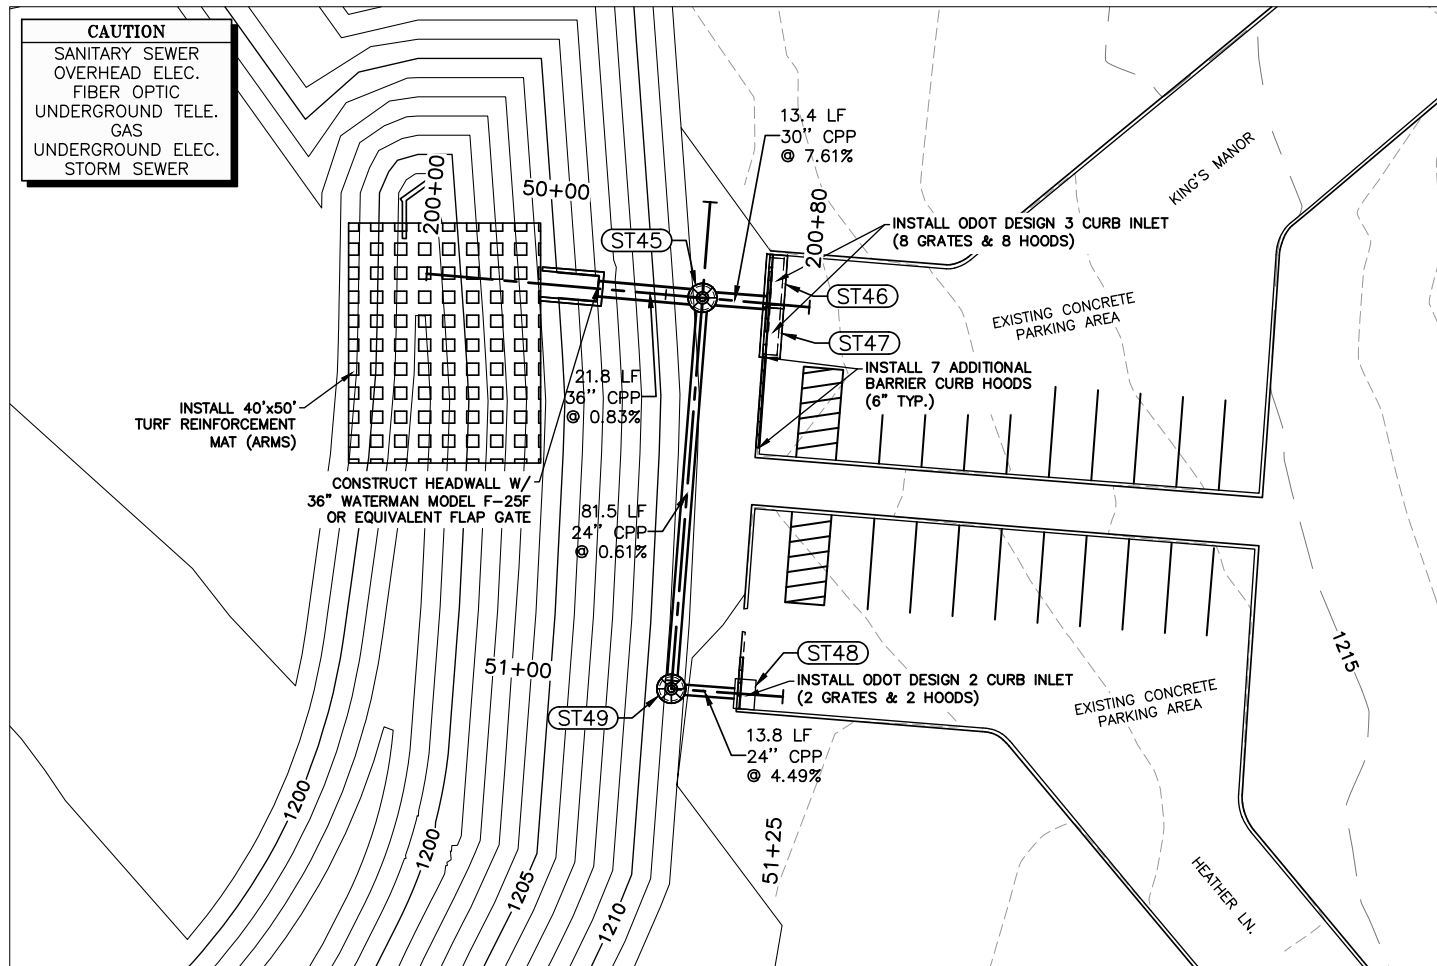 CAUTION
SANITARY SEWER
OVERHEAD ELEC.
FIBER OPTIC
UNDERGROUND TELE.
GAS
UNDERGROUND ELEC.
STORM SEWER
13.4 LF
30" CPP
@ 7.61%
KING'S MANOR
200+00
50+00
200+80
INSTALL ODOT DESIGN 3 CURB INLET
(8 GRATES & 8 HOODS)
ST45
ST46
EXISTING CONCRETE
PARKING AREA
ST47
INSTALL 7 ADDITIONAL
BARRIER CURB HOODS
(6" TYP.)
21.8 LF
36" CPP
@ 0.83%
INSTALL 40'x50'
TURF REINFORCEMENT
MAT (ARMS)
CONSTRUCT HEADWALL W/
36" WATERMAN MODEL F-25F
OR EQUIVALENT FLAP GATE
81.5 LF
24" CPP
@ 0.61%
51+00
ST48
1215
INSTALL ODOT DESIGN 2 CURB INLET
(2 GRATES & 2 HOODS)
EXISTING CONCRETE
PARKING AREA
ST49
13.8 LF
24" CPP
@ 4.49%
1200
1200
1205
1210
51+25
HEATHER LN.